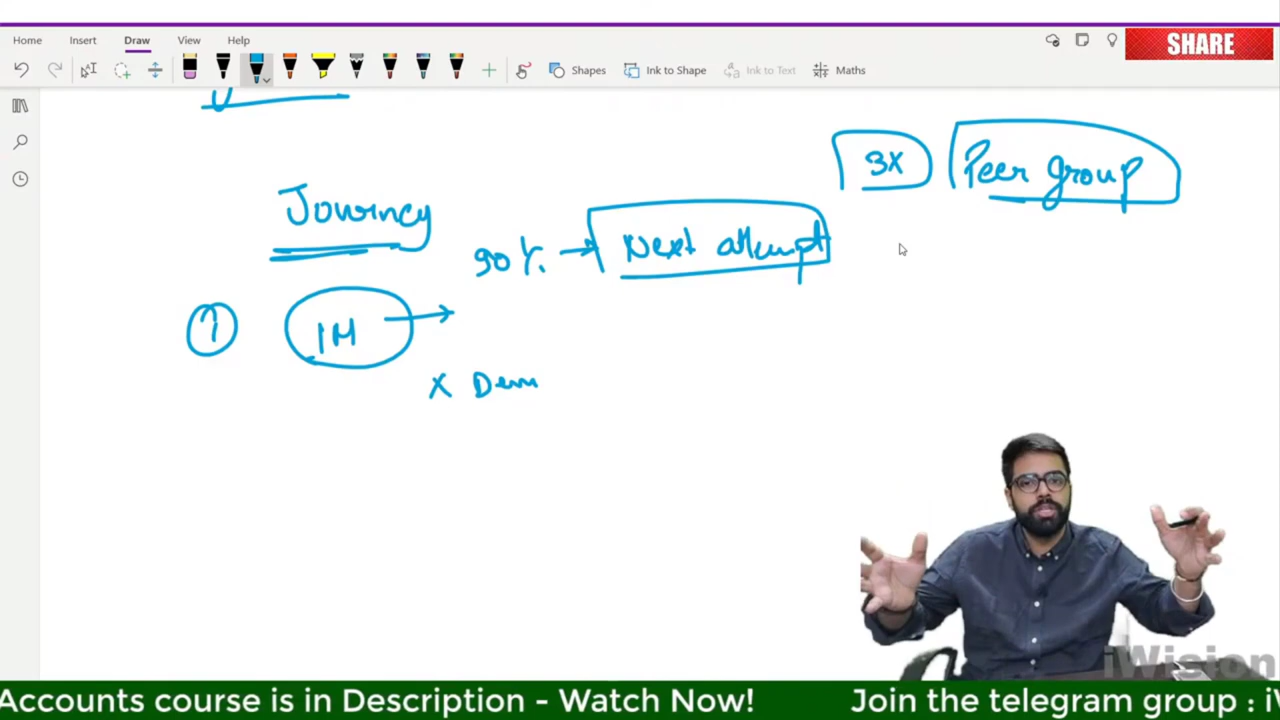 Home Insert Draw View Help
SHARE
Shapes Ink to Shape Ink to Text Maths
3X Peer group
Journey
90%. → Next attempt
1 1M →
X Dem
iWision
Accounts course is in Description - Watch Now! Join the telegram group : i